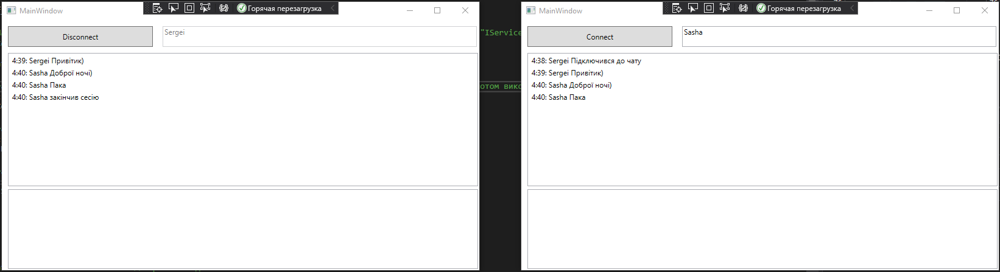 MainWindow
Горячая перезагрузка
Disconnect
Sergei
4:39: Sergei Привітик)
4:40: Sasha Доброї ночі)
4:40: Sasha Пака
4:40: Sasha закінчив сесію
"IService
отом вико
MainWindow
Горячая перезагрузка
Connect
Sasha
4:38: Sergei Підключився до чату
4:39: Sergei Привітик)
4:40: Sasha Доброї ночі)
4:40: Sasha Пака